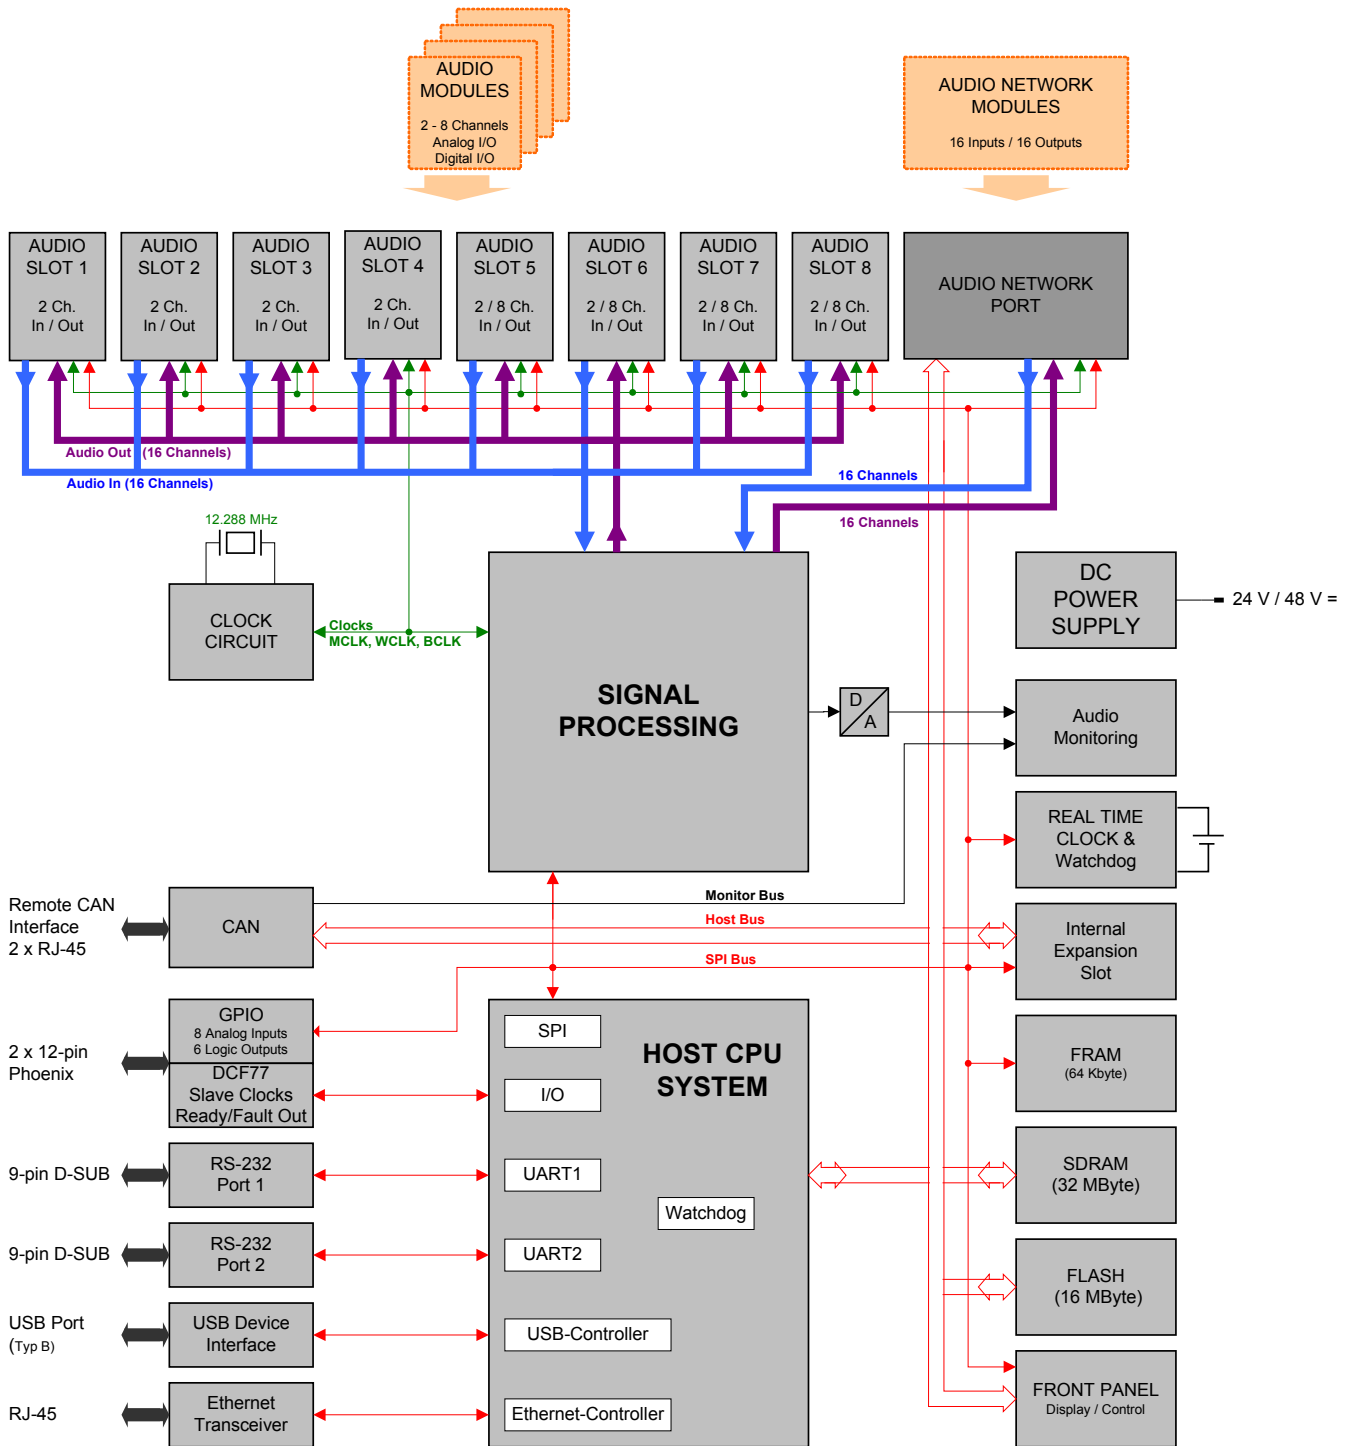 AUDIO
MODULES
2 - 8 Channels
Analog I/O
Digital I/O
AUDIO NETWORK
MODULES
16 Inputs / 16 Outputs
AUDIO
SLOT 1
2 Ch.
In / Out
AUDIO
SLOT 2
2 Ch.
In / Out
AUDIO
SLOT 3
2 Ch.
In / Out
AUDIO
SLOT 4
2 Ch.
In / Out
AUDIO
SLOT 5
2 / 8 Ch.
In / Out
AUDIO
SLOT 6
2 / 8 Ch.
In / Out
AUDIO
SLOT 7
2 / 8 Ch.
In / Out
AUDIO
SLOT 8
2 / 8 Ch.
In / Out
AUDIO NETWORK
PORT
Audio Out (16 Channels)
Audio In (16 Channels)
16 Channels
16 Channels
12.288 MHz
CLOCK
CIRCUIT
Clocks
MCLK, WCLK, BCLK
SIGNAL
PROCESSING
D
A
DC
POWER
SUPPLY
24 V / 48 V =
Audio
Monitoring
REAL TIME
CLOCK &
Watchdog
Remote CAN
Interface
2 x RJ-45
CAN
Monitor Bus
Host Bus
SPI Bus
Internal
Expansion
Slot
2 x 12-pin
Phoenix
GPIO
8 Analog Inputs
6 Logic Outputs
DCF77
Slave Clocks
Ready/Fault Out
SPI
I/O
HOST CPU
SYSTEM
FRAM
(64 Kbyte)
9-pin D-SUB
RS-232
Port 1
UART1
Watchdog
SDRAM
(32 MByte)
9-pin D-SUB
RS-232
Port 2
UART2
FLASH
(16 MByte)
USB Port
(Typ B)
USB Device
Interface
USB-Controller
RJ-45
Ethernet
Transceiver
Ethernet-Controller
FRONT PANEL
Display / Control